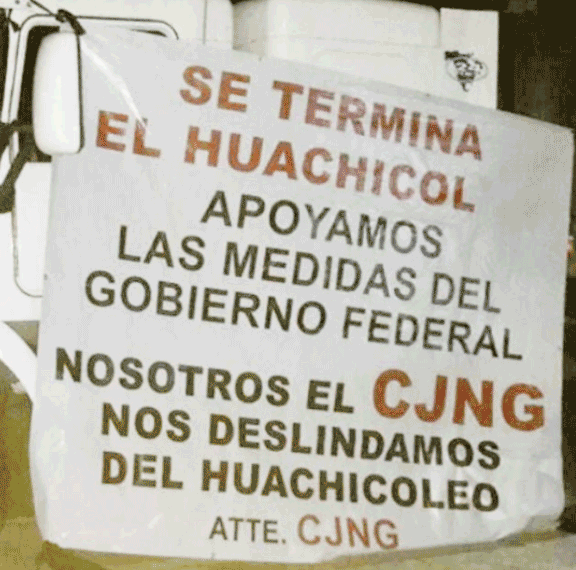 SE TERMINA
EL HUACHICOL
APOYAMOS
LAS MEDIDAS DEL
GOBIERNO FEDERAL
NOSOTROS EL CJNG
NOS DESLINDAMOS
DEL HUACHICOLEO
ATTE. CJNG